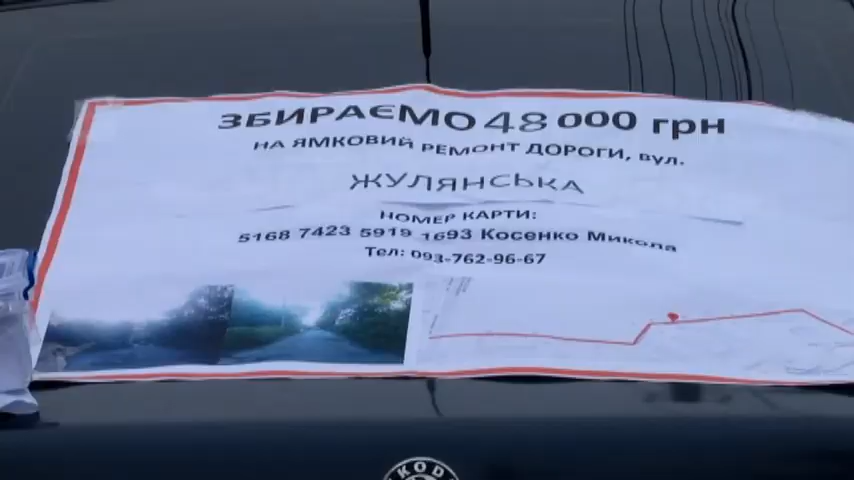 ЗБИРАЄМО 48 000 грн
НА ЯМКОВИЙ РЕМОНТ ДОРОГИ, вул.
ЖУЛЯНСЬКА
НОМЕР КАРТИ:
5168 7423 5919 1693 Косенко Микола
Тел: 093-762-96-67
ŠKODA